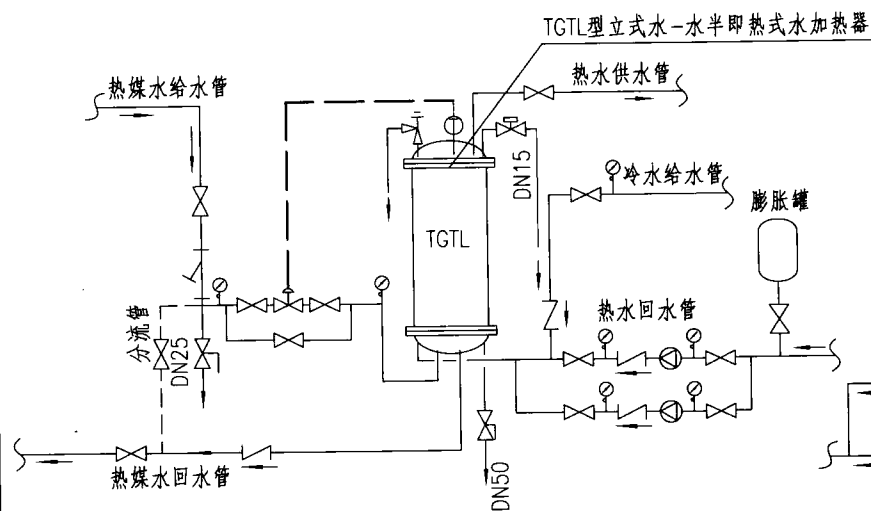 TGTL型立式水-水半即热式水加热器
热媒水给水管
热水供水管
DN15
冷水给水管
膨胀罐
TGTL
热水回水管
分流管
DN25
热媒水回水管
DN50